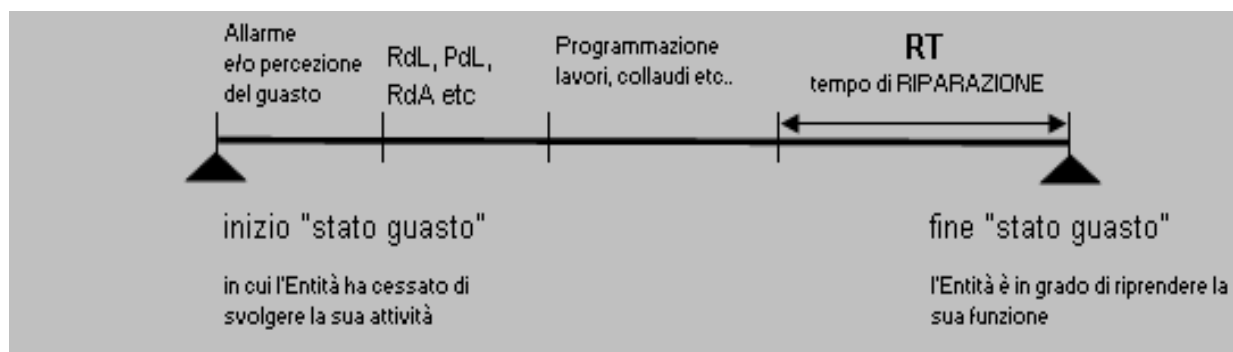 Allarme
e/o percezione
del guasto
RdL, PdL,
RdA etc
Programmazione
lavori, collaudi etc..
RT
tempo di RIPARAZIONE
inizio "stato guasto"
in cui l'Entità ha cessato di
svolgere la sua attività
fine "stato guasto"
l'Entità è in grado di riprendere la
sua funzione